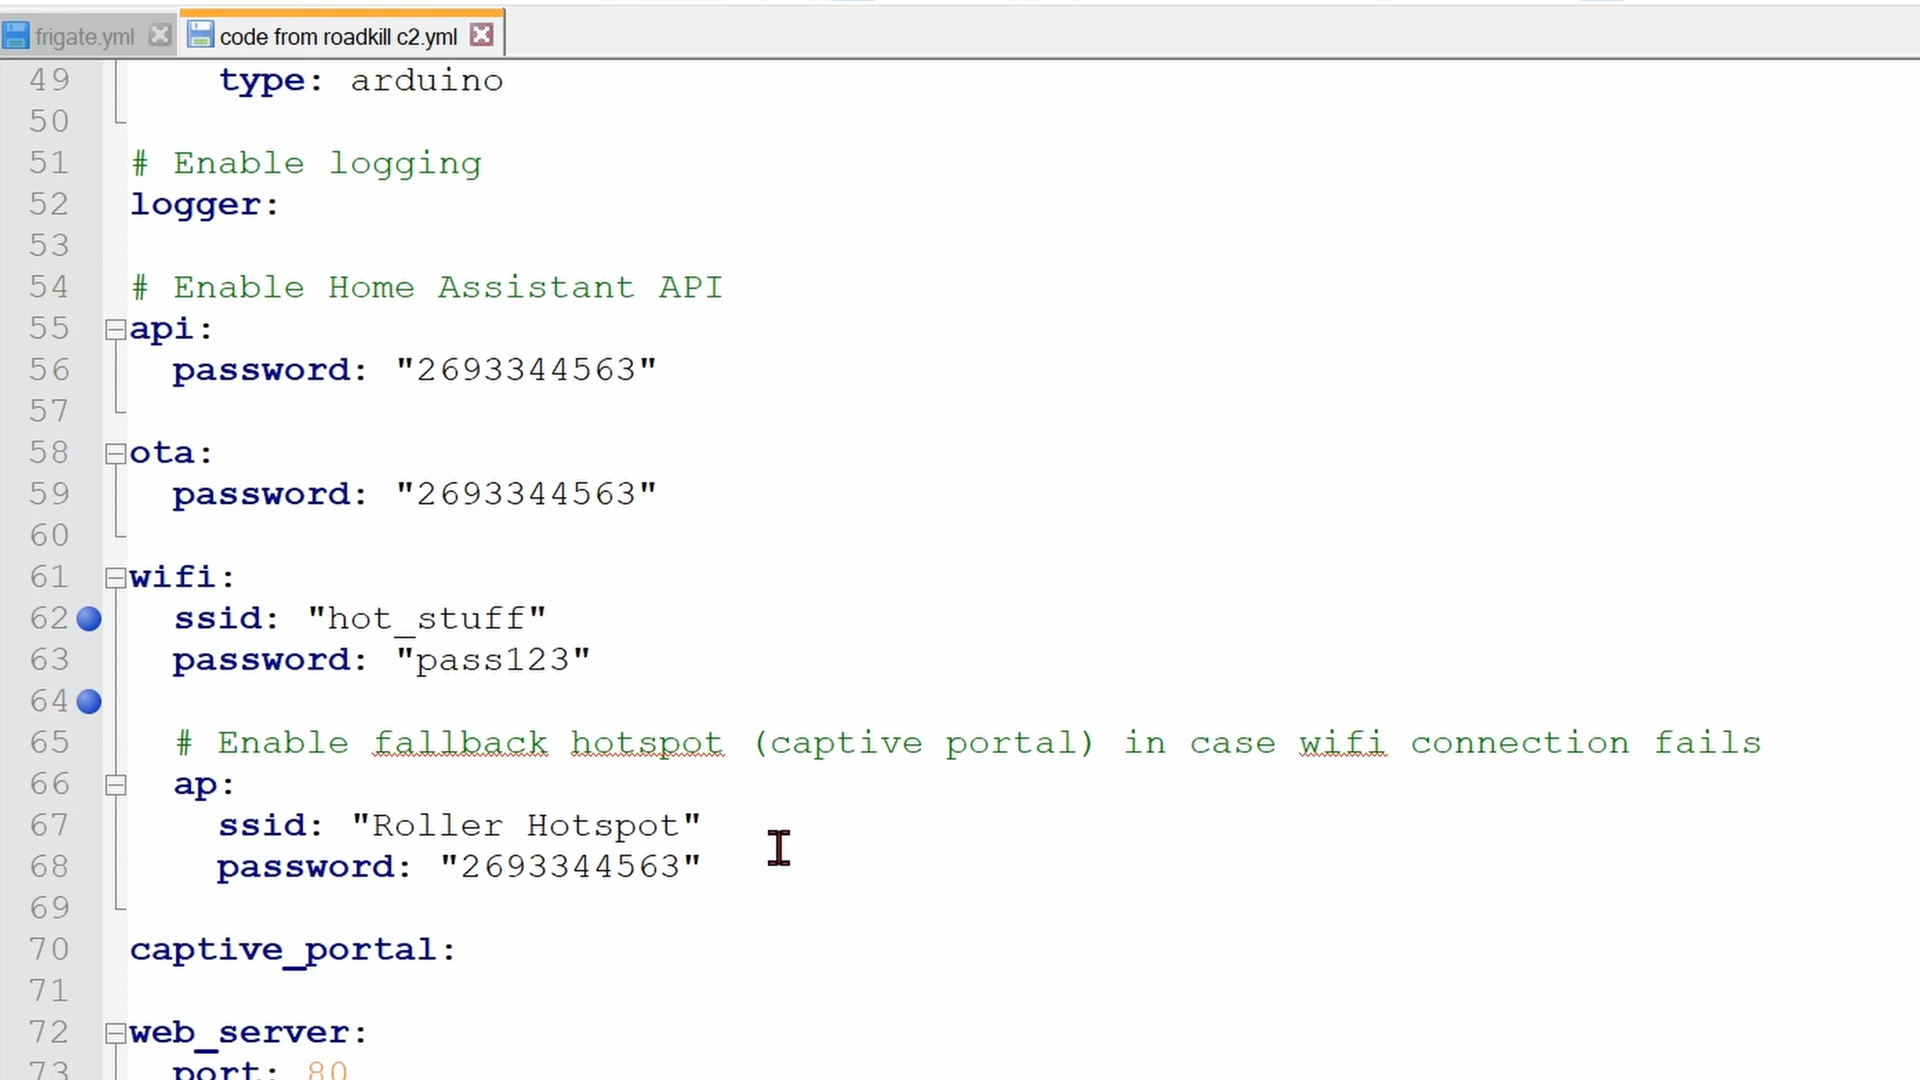 frigate.yml code from roadkill c2.yml
49 type: arduino
50
51 # Enable logging
52 logger:
53
54 # Enable Home Assistant API
55 api:
56 password: "2693344563"
57
58 ota:
59 password: "2693344563"
60
61 wifi:
62 ssid: "hot_stuff"
63 password: "pass123"
64
65 # Enable fallback hotspot (captive portal) in case wifi connection fails
66 ap:
67 ssid: "Roller Hotspot"
68 password: "2693344563"
69
70 captive_portal:
71
72 web_server:
73 port: 80